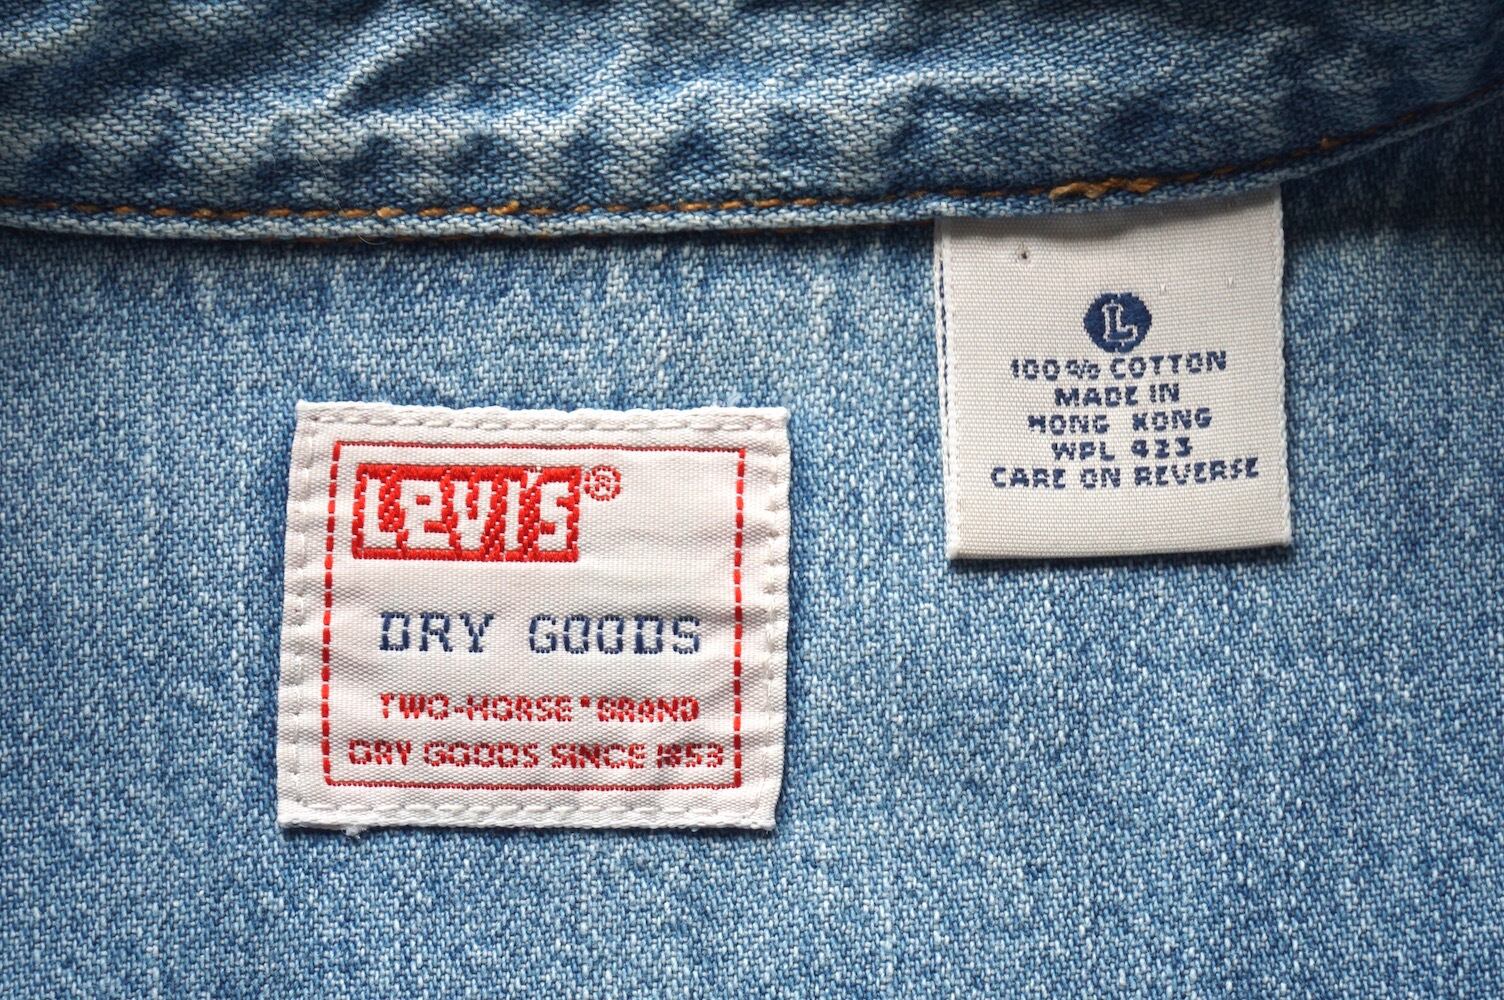 LEVI'S®
DRY GOODS
TWO-HORSE * BRAND
DRY GOODS SINCE 1853
L
100% COTTON
MADE IN
HONG KONG
WPL 423
CARE ON REVERSE